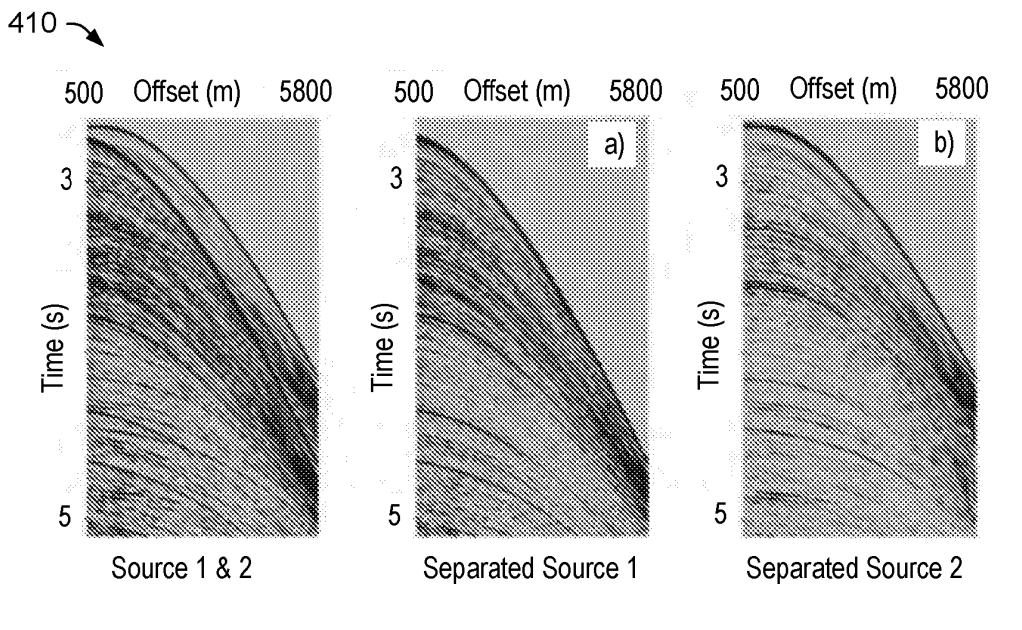 410
500 Offset (m) 5800
500 Offset (m) 5800
500 Offset (m) 5800
a)
b)
3
3
3
Time (s)
Time (s)
Time (s)
5
5
5
Source 1 & 2
Separated Source 1
Separated Source 2